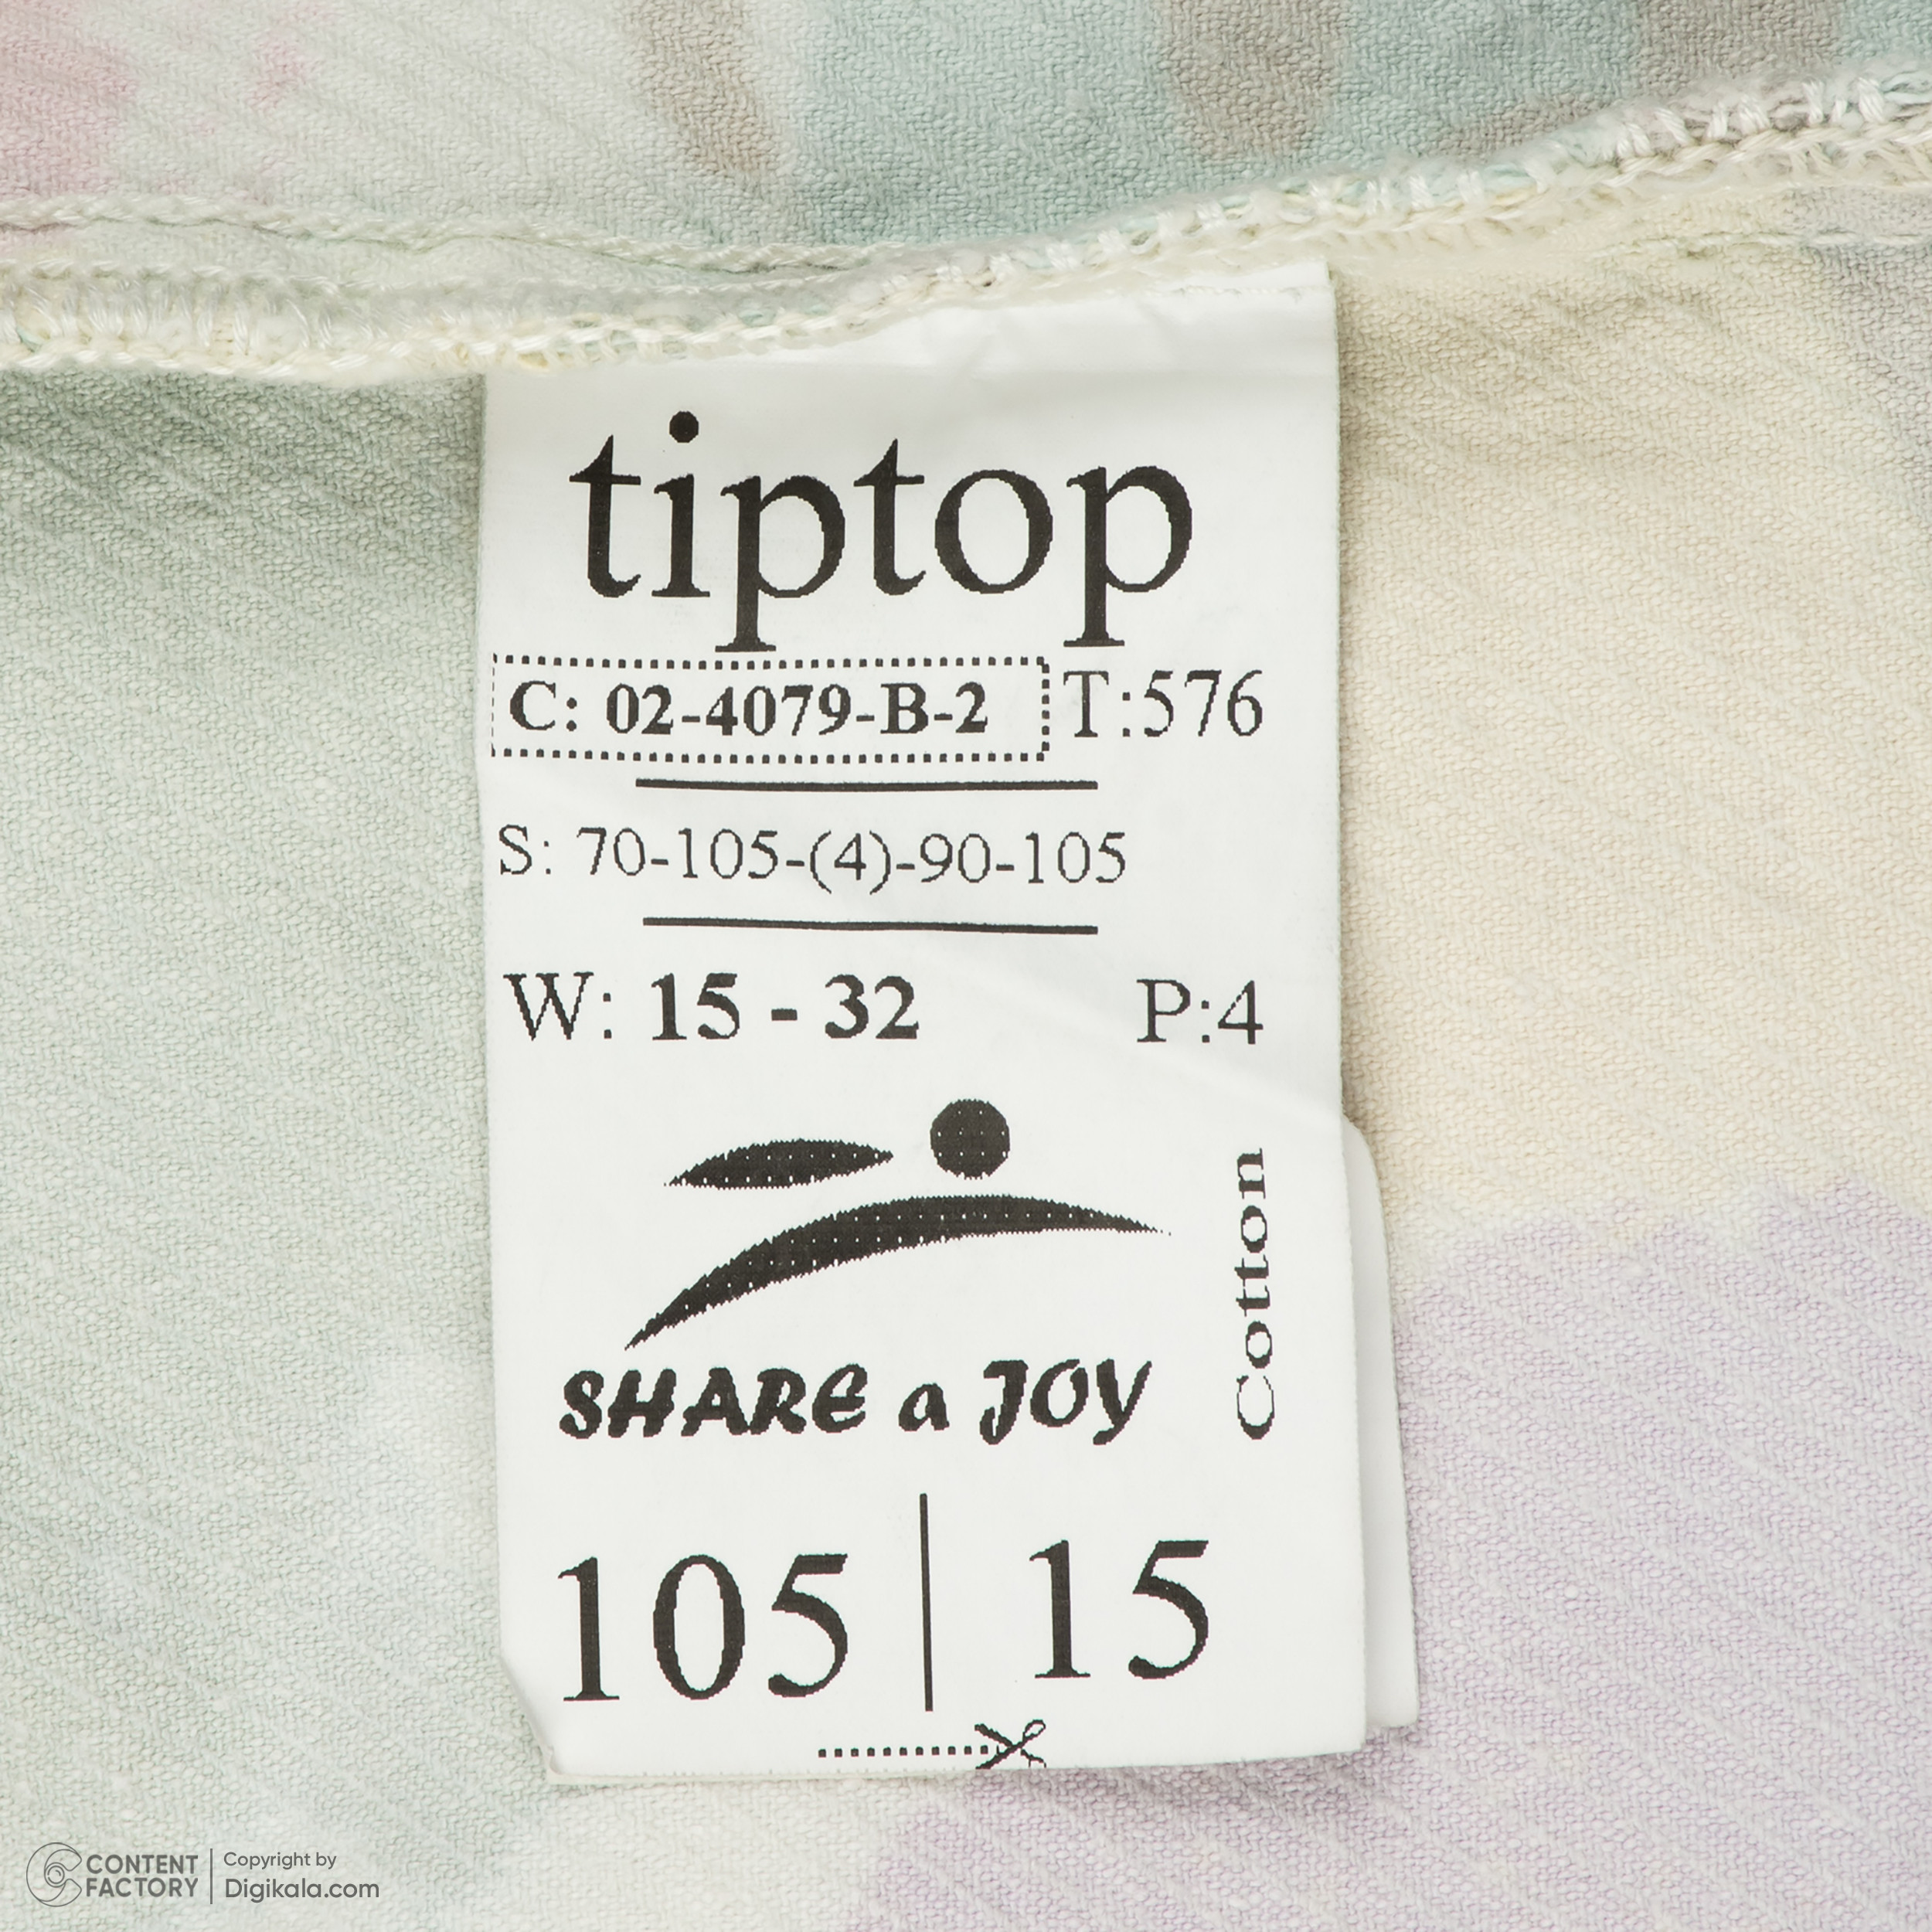 tiptop
C: 02-4079-B-2 T:576
S: 70-105-(4)-90-105
W: 15 - 32 P:4
Cotton
SHARE a JOY
105 | 15
CONTENT FACTORY
Copyright by
Digikala.com